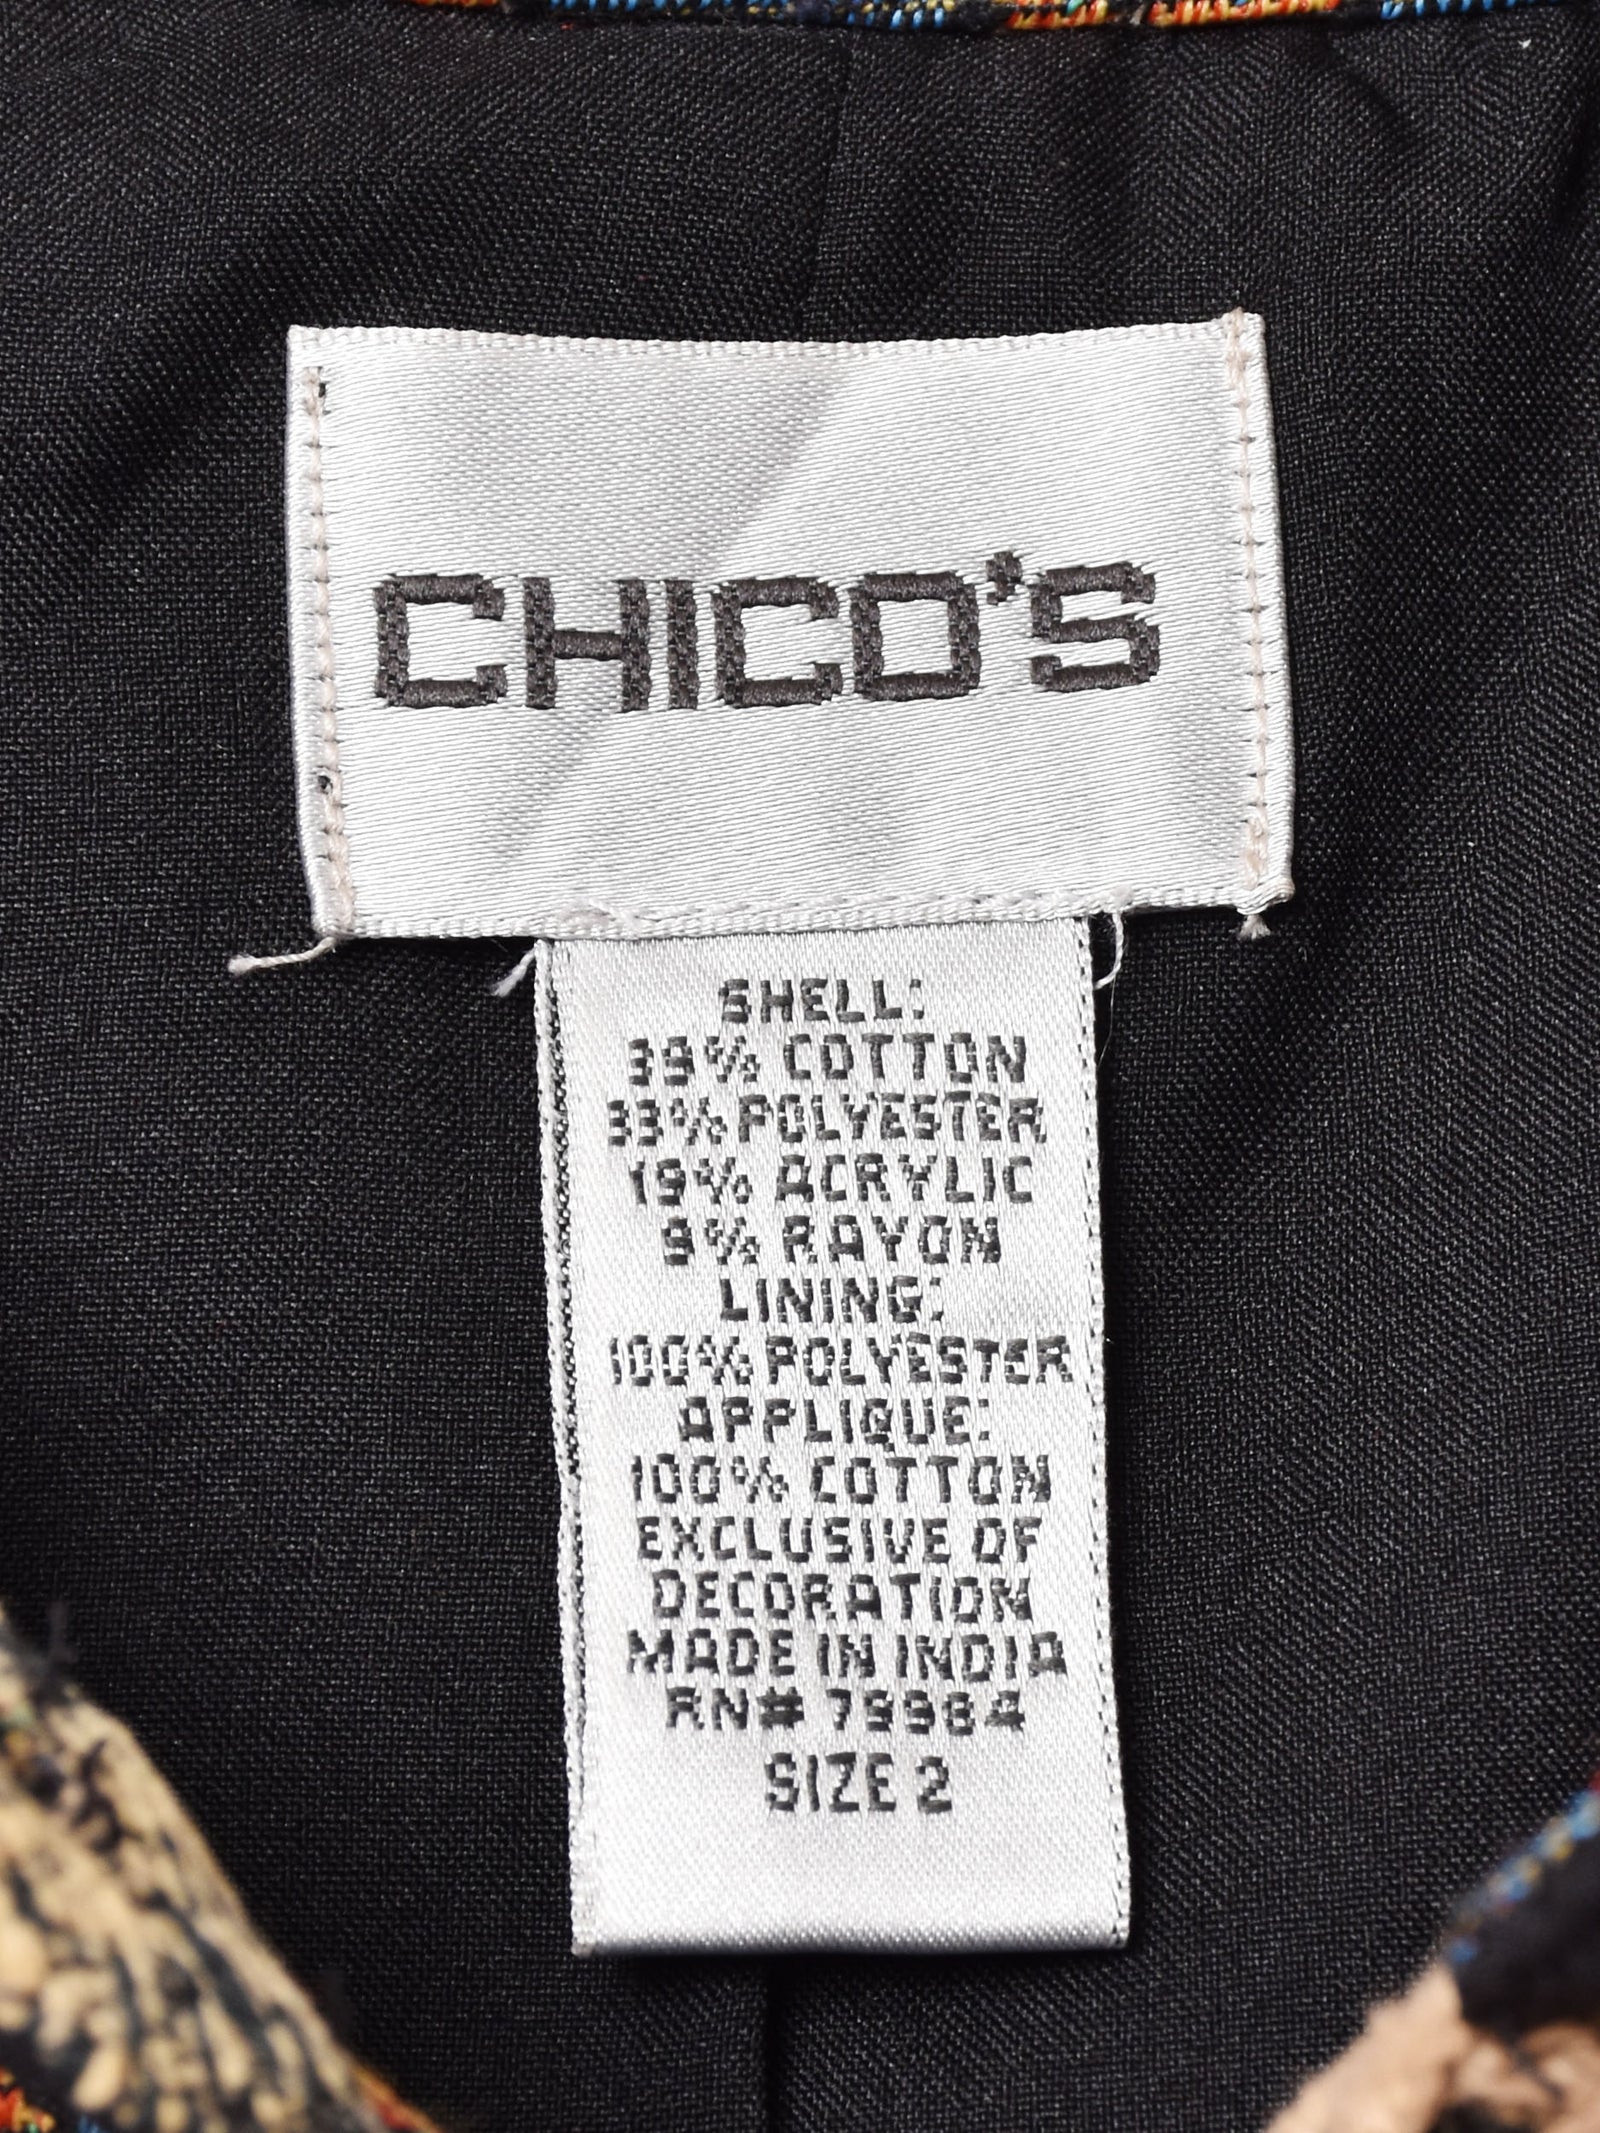 CHICO'S
SHELL:
39% COTTON
33% POLYESTER
19% ACRYLIC
9% RAYON
LINING:
100% POLYESTER
APPLIQUE:
100% COTTON
EXCLUSIVE OF
DECORATION
MADE IN INDIA
RN# 79984
SIZE 2